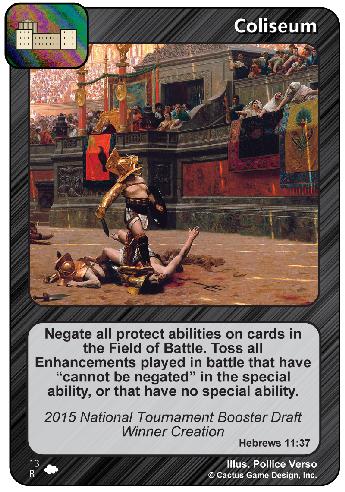 Coliseum
Negate all protect abilities on cards in
the Field of Battle. Toss all
Enhancements played in battle that have
“cannot be negated” in the special
ability, or that have no special ability.
2015 National Tournament Booster Draft
Winner Creation
Hebrews 11:37
13
R
Illus. Pollice Verso
© Cactus Game Design, Inc.